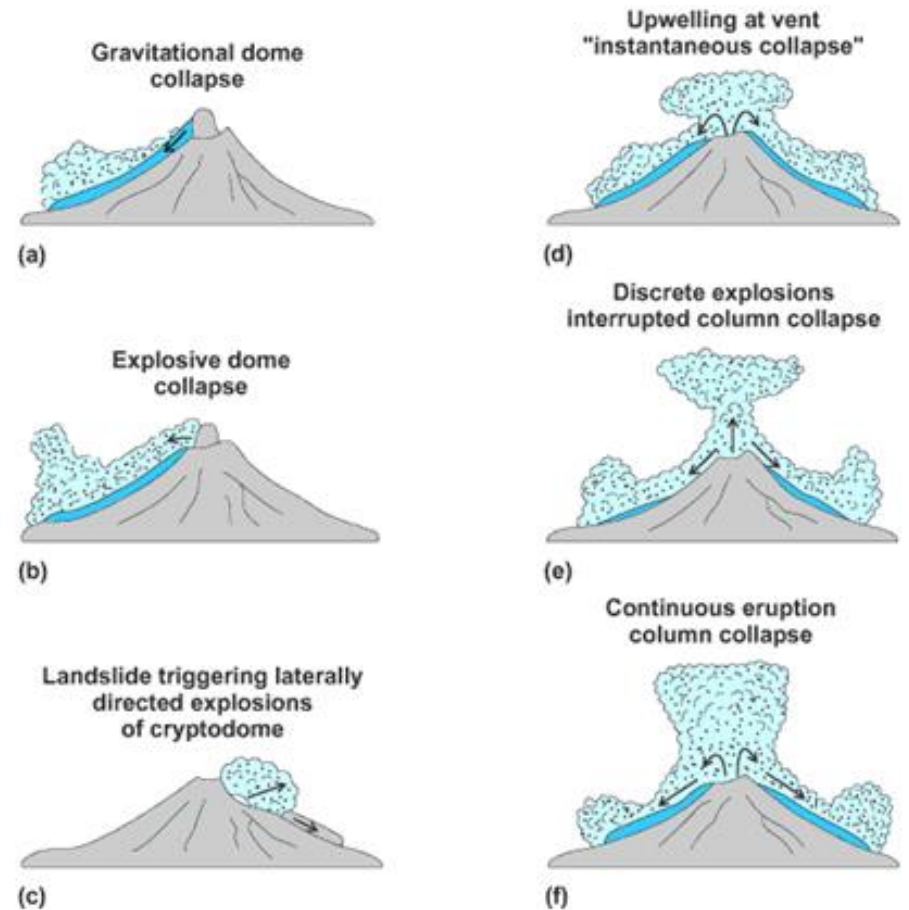 Gravitational dome
collapse
(a)
Explosive dome
collapse
(b)
Landslide triggering laterally
directed explosions
of cryptodome
(c)
Upwelling at vent
"instantaneous collapse"
(d)
Discrete explosions
interrupted column collapse
(e)
Continuous eruption
column collapse
(f)